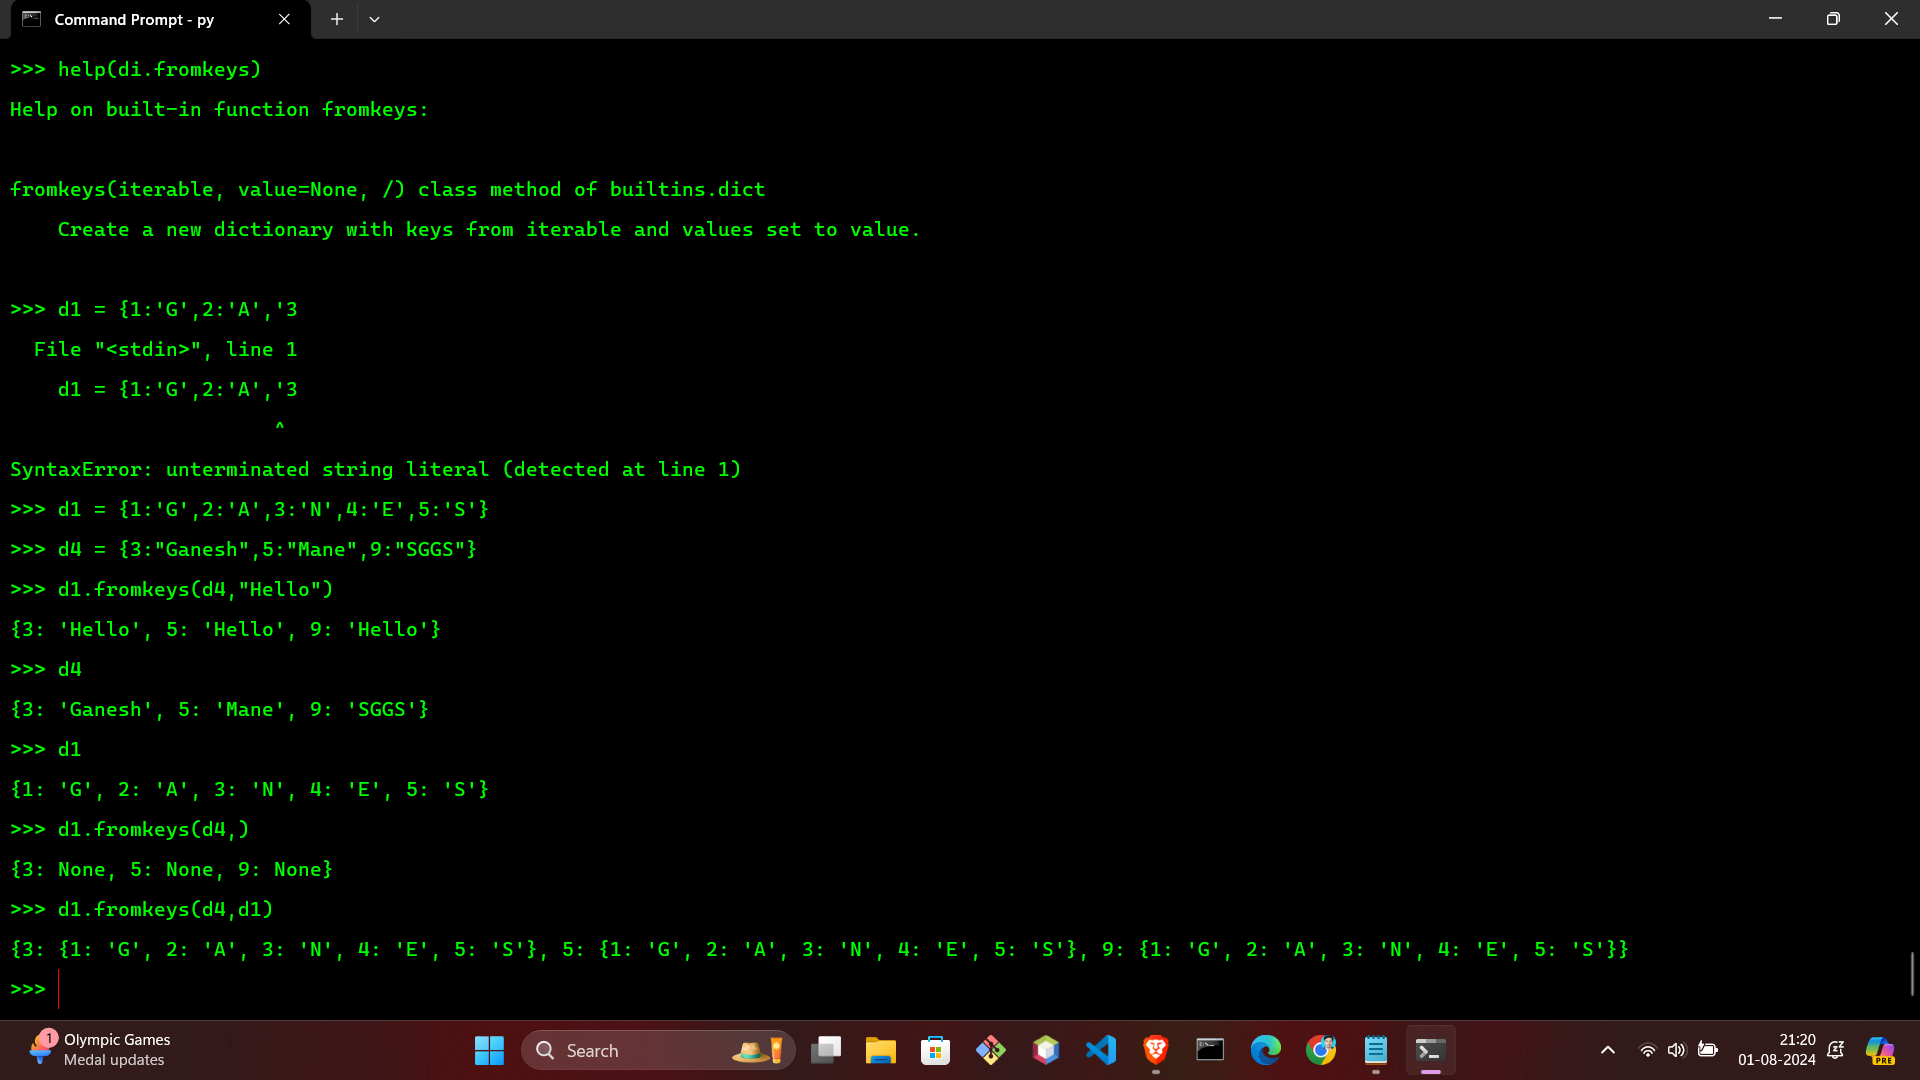 Command Prompt - py
>>> help(di.fromkeys)
Help on built-in function fromkeys:
fromkeys(iterable, value=None, /) class method of builtins.dict
    Create a new dictionary with keys from iterable and values set to value.
>>> d1 = {1:'G',2:'A','3
  File "<stdin>", line 1
    d1 = {1:'G',2:'A','3
                      ^
SyntaxError: unterminated string literal (detected at line 1)
>>> d1 = {1:'G',2:'A',3:'N',4:'E',5:'S'}
>>> d4 = {3:"Ganesh",5:"Mane",9:"SGGS"}
>>> d1.fromkeys(d4,"Hello")
{3: 'Hello', 5: 'Hello', 9: 'Hello'}
>>> d4
{3: 'Ganesh', 5: 'Mane', 9: 'SGGS'}
>>> d1
{1: 'G', 2: 'A', 3: 'N', 4: 'E', 5: 'S'}
>>> d1.fromkeys(d4,)
{3: None, 5: None, 9: None}
>>> d1.fromkeys(d4,d1)
{3: {1: 'G', 2: 'A', 3: 'N', 4: 'E', 5: 'S'}, 5: {1: 'G', 2: 'A', 3: 'N', 4: 'E', 5: 'S'}, 9: {1: 'G', 2: 'A', 3: 'N', 4: 'E', 5: 'S'}}
>>>
1
Olympic Games
Medal updates
Search
21:20
01-08-2024
PRE